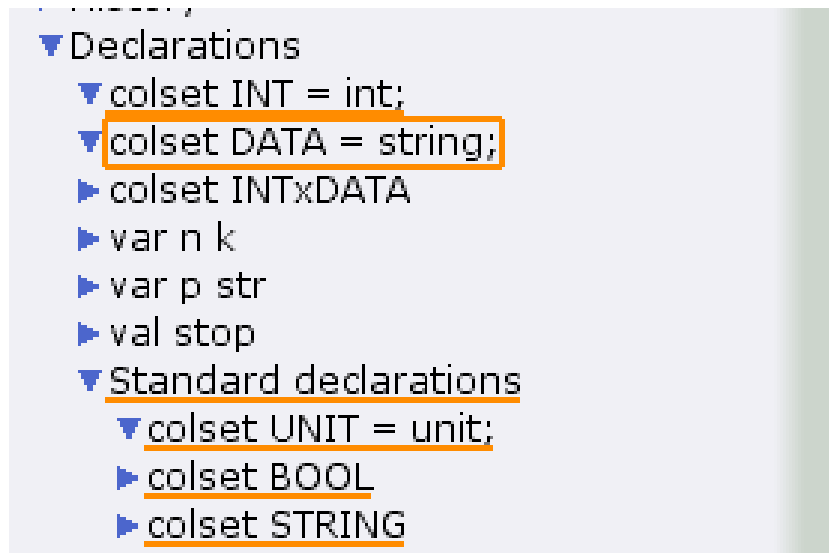 Declarations
colset INT = int;
colset DATA = string;
colset INTxDATA
var n k
var p str
val stop
Standard declarations
colset UNIT = unit;
colset BOOL
colset STRING